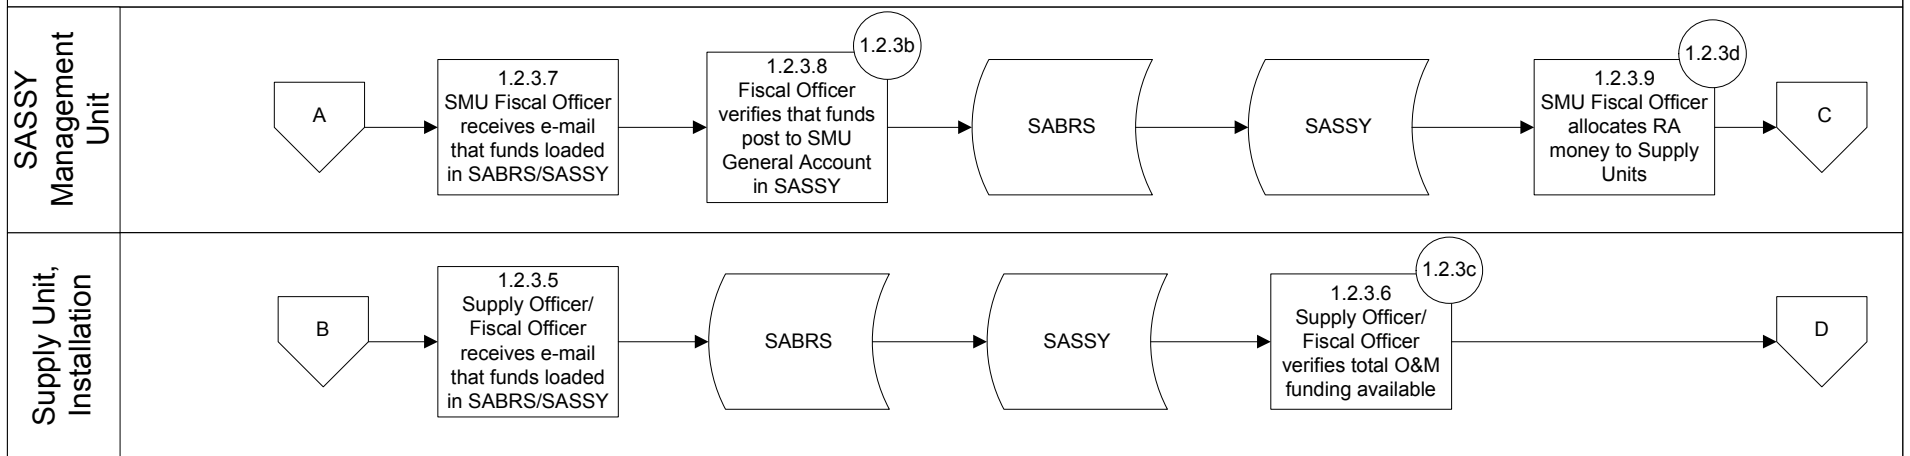 SASSY
Management
Unit
A
1.2.3.7
SMU Fiscal Officer
receives e-mail
that funds loaded
in SABRS/SASSY
1.2.3b
1.2.3.8
Fiscal Officer
verifies that funds
post to SMU
General Account
in SASSY
SABRS
SASSY
1.2.3d
1.2.3.9
SMU Fiscal Officer
allocates RA
money to Supply
Units
C
Supply Unit,
Installation
B
1.2.3.5
Supply Officer/
Fiscal Officer
receives e-mail
that funds loaded
in SABRS/SASSY
SABRS
SASSY
1.2.3c
1.2.3.6
Supply Officer/
Fiscal Officer
verifies total O&M
funding available
D